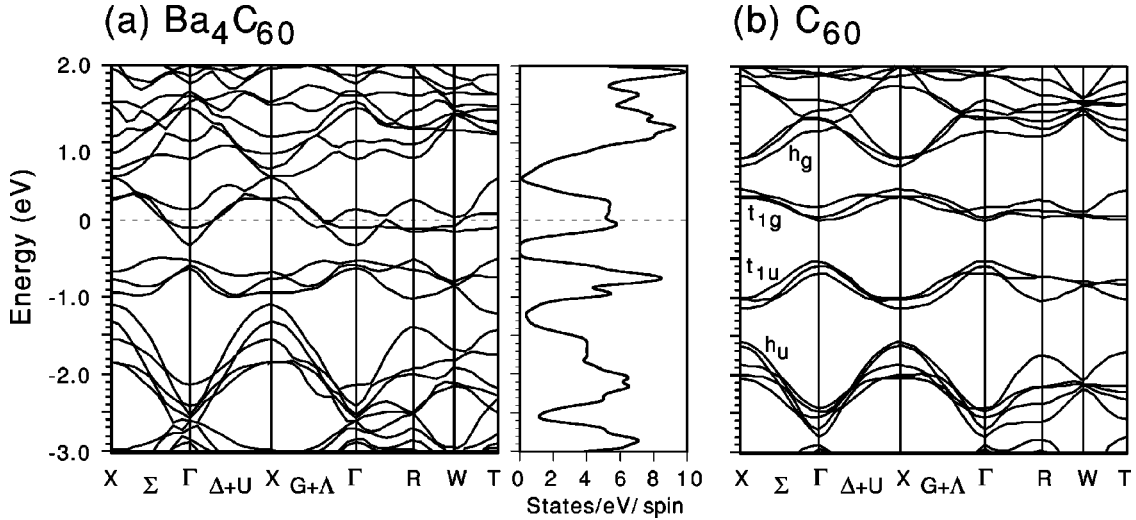 (a) Ba4C60
(b) C60
Energy (eV)
2.0
1.0
0
-1.0
-2.0
-3.0
X Σ Γ Δ+U X G+Λ Γ R W T
0 2 4 6 8 10
States/eV/ spin
hg
t1g
t1u
hu
X Σ Γ Δ+U X G+Λ Γ R W T